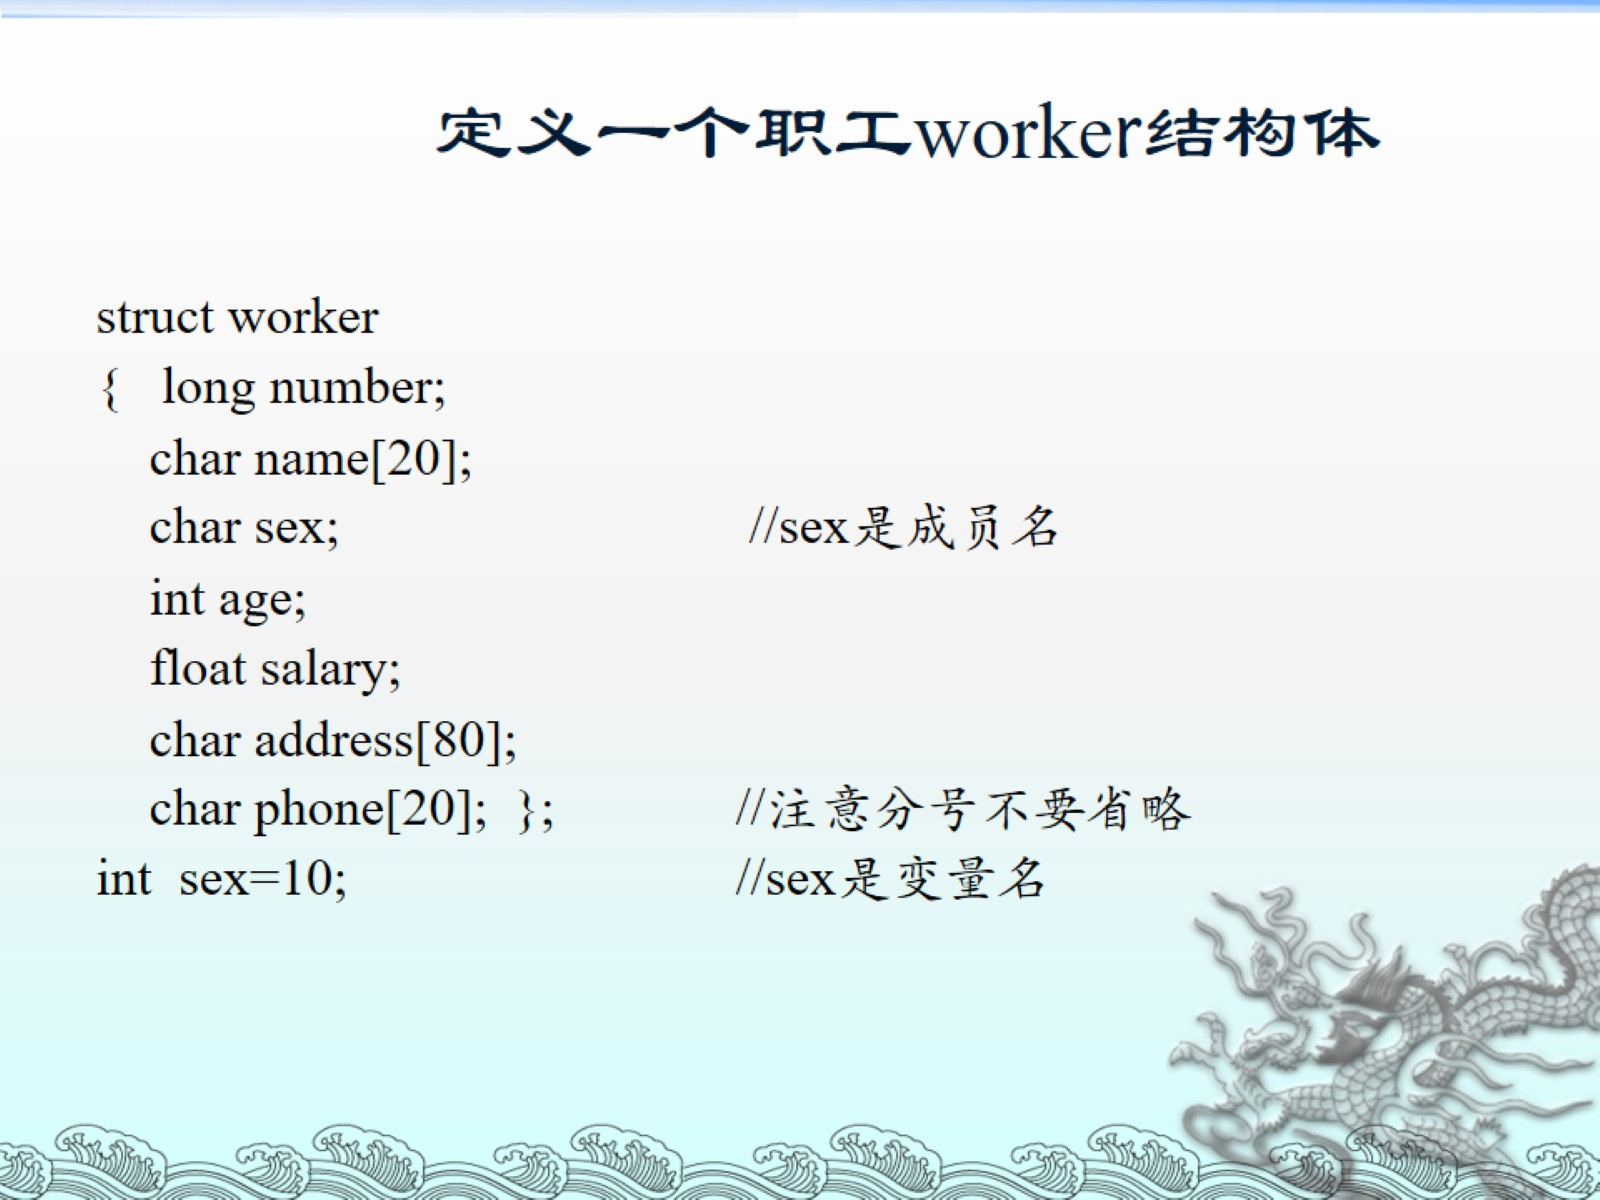 定义一个职工worker结构体
struct worker
{ long number;
char name[20];
char sex; //sex是成员名
int age;
float salary;
char address[80];
char phone[20]; }; //注意分号不要省略
int sex=10; //sex是变量名